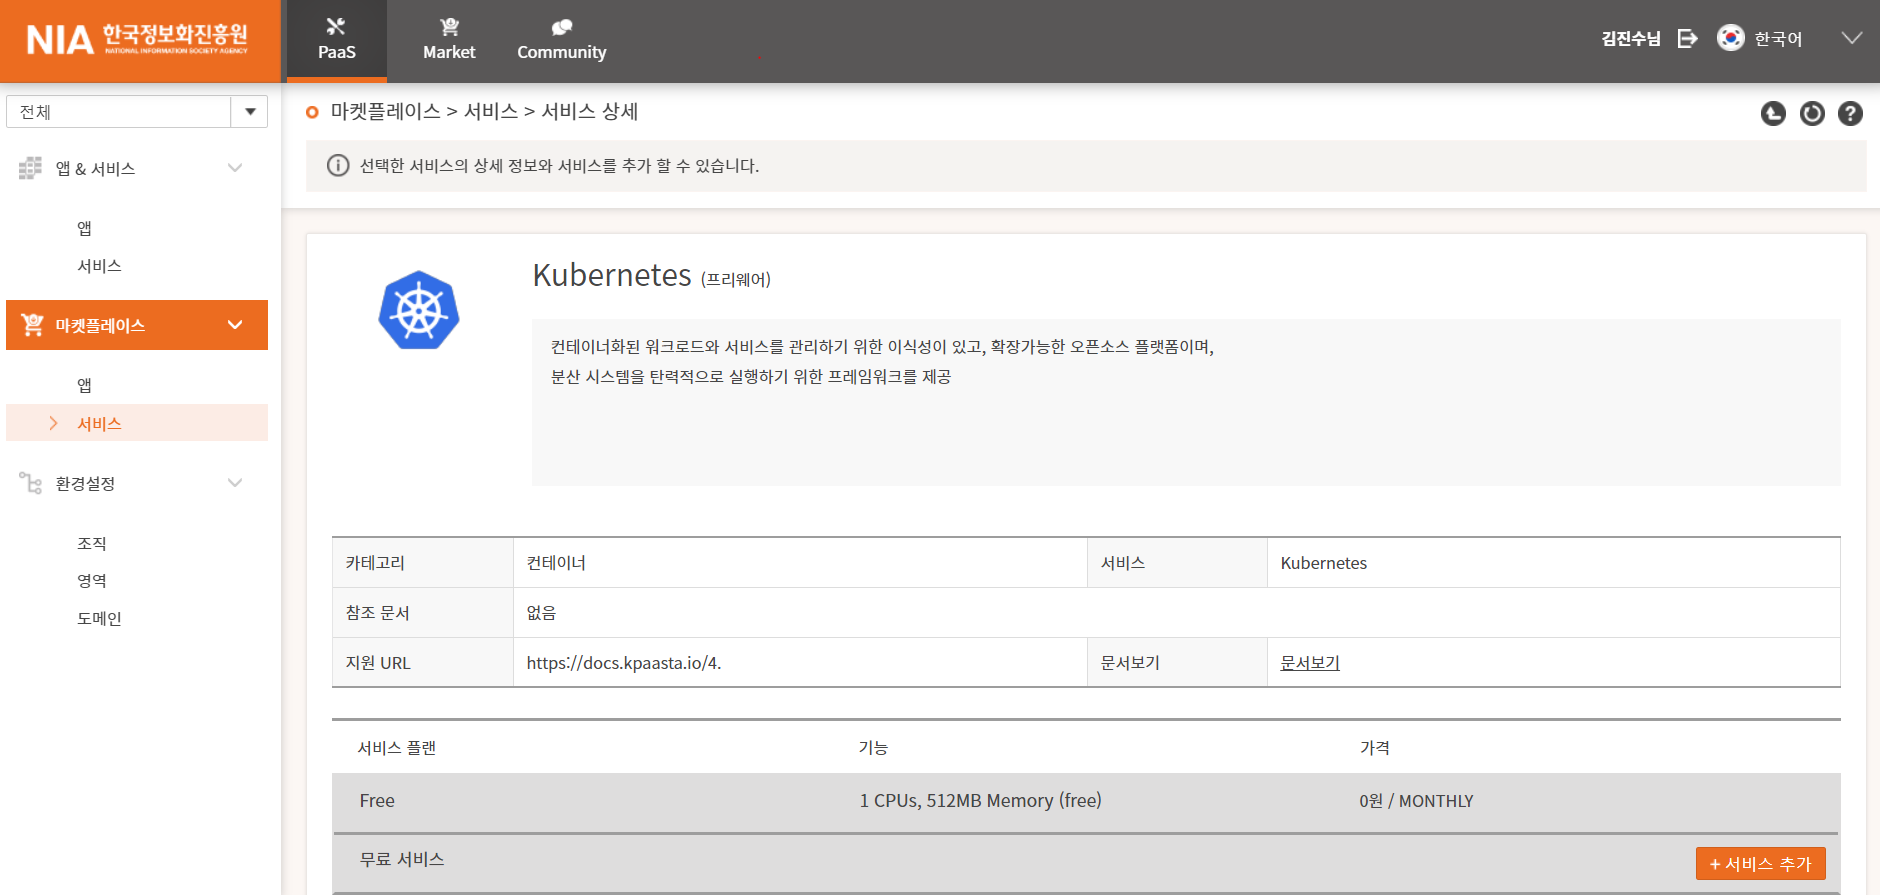 NIA 한국정보화진흥원
NATIONAL INFORMATION SOCIETY AGENCY
PaaS
Market
Community
김진수님
한국어
전체
앱 & 서비스
앱
서비스
마켓플레이스
앱
서비스
환경설정
조직
영역
도메인
마켓플레이스 > 서비스 > 서비스 상세
선택한 서비스의 상세 정보와 서비스를 추가 할 수 있습니다.
Kubernetes (프리웨어)
컨테이너화된 워크로드와 서비스를 관리하기 위한 이식성이 있고, 확장가능한 오픈소스 플랫폼이며,
분산 시스템을 탄력적으로 실행하기 위한 프레임워크를 제공
카테고리 컨테이너 서비스 Kubernetes
참조 문서 없음
지원 URL https://docs.kpaasta.io/4. 문서보기 문서보기
서비스 플랜 기능 가격
Free 1 CPUs, 512MB Memory (free) 0원 / MONTHLY
무료 서비스
+ 서비스 추가